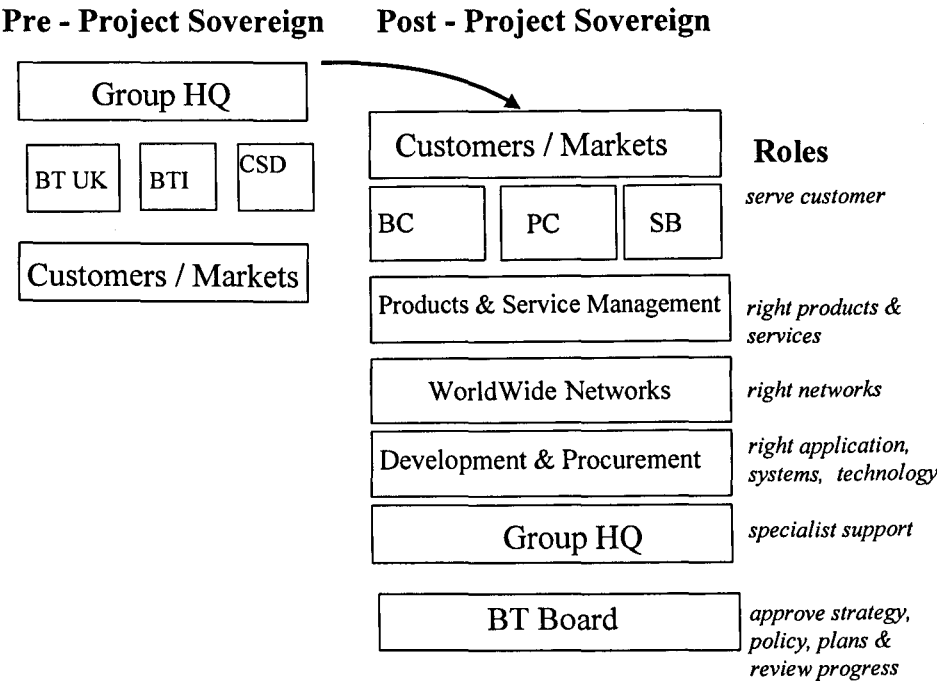 Pre - Project Sovereign
Group HQ
BT UK
BTI
CSD
Customers / Markets
Post - Project Sovereign
Customers / Markets
BC
PC
SB
Products & Service Management
WorldWide Networks
Development & Procurement
Group HQ
BT Board
Roles
serve customer
right products &
services
right networks
right application,
systems, technology
specialist support
approve strategy,
policy, plans &
review progress